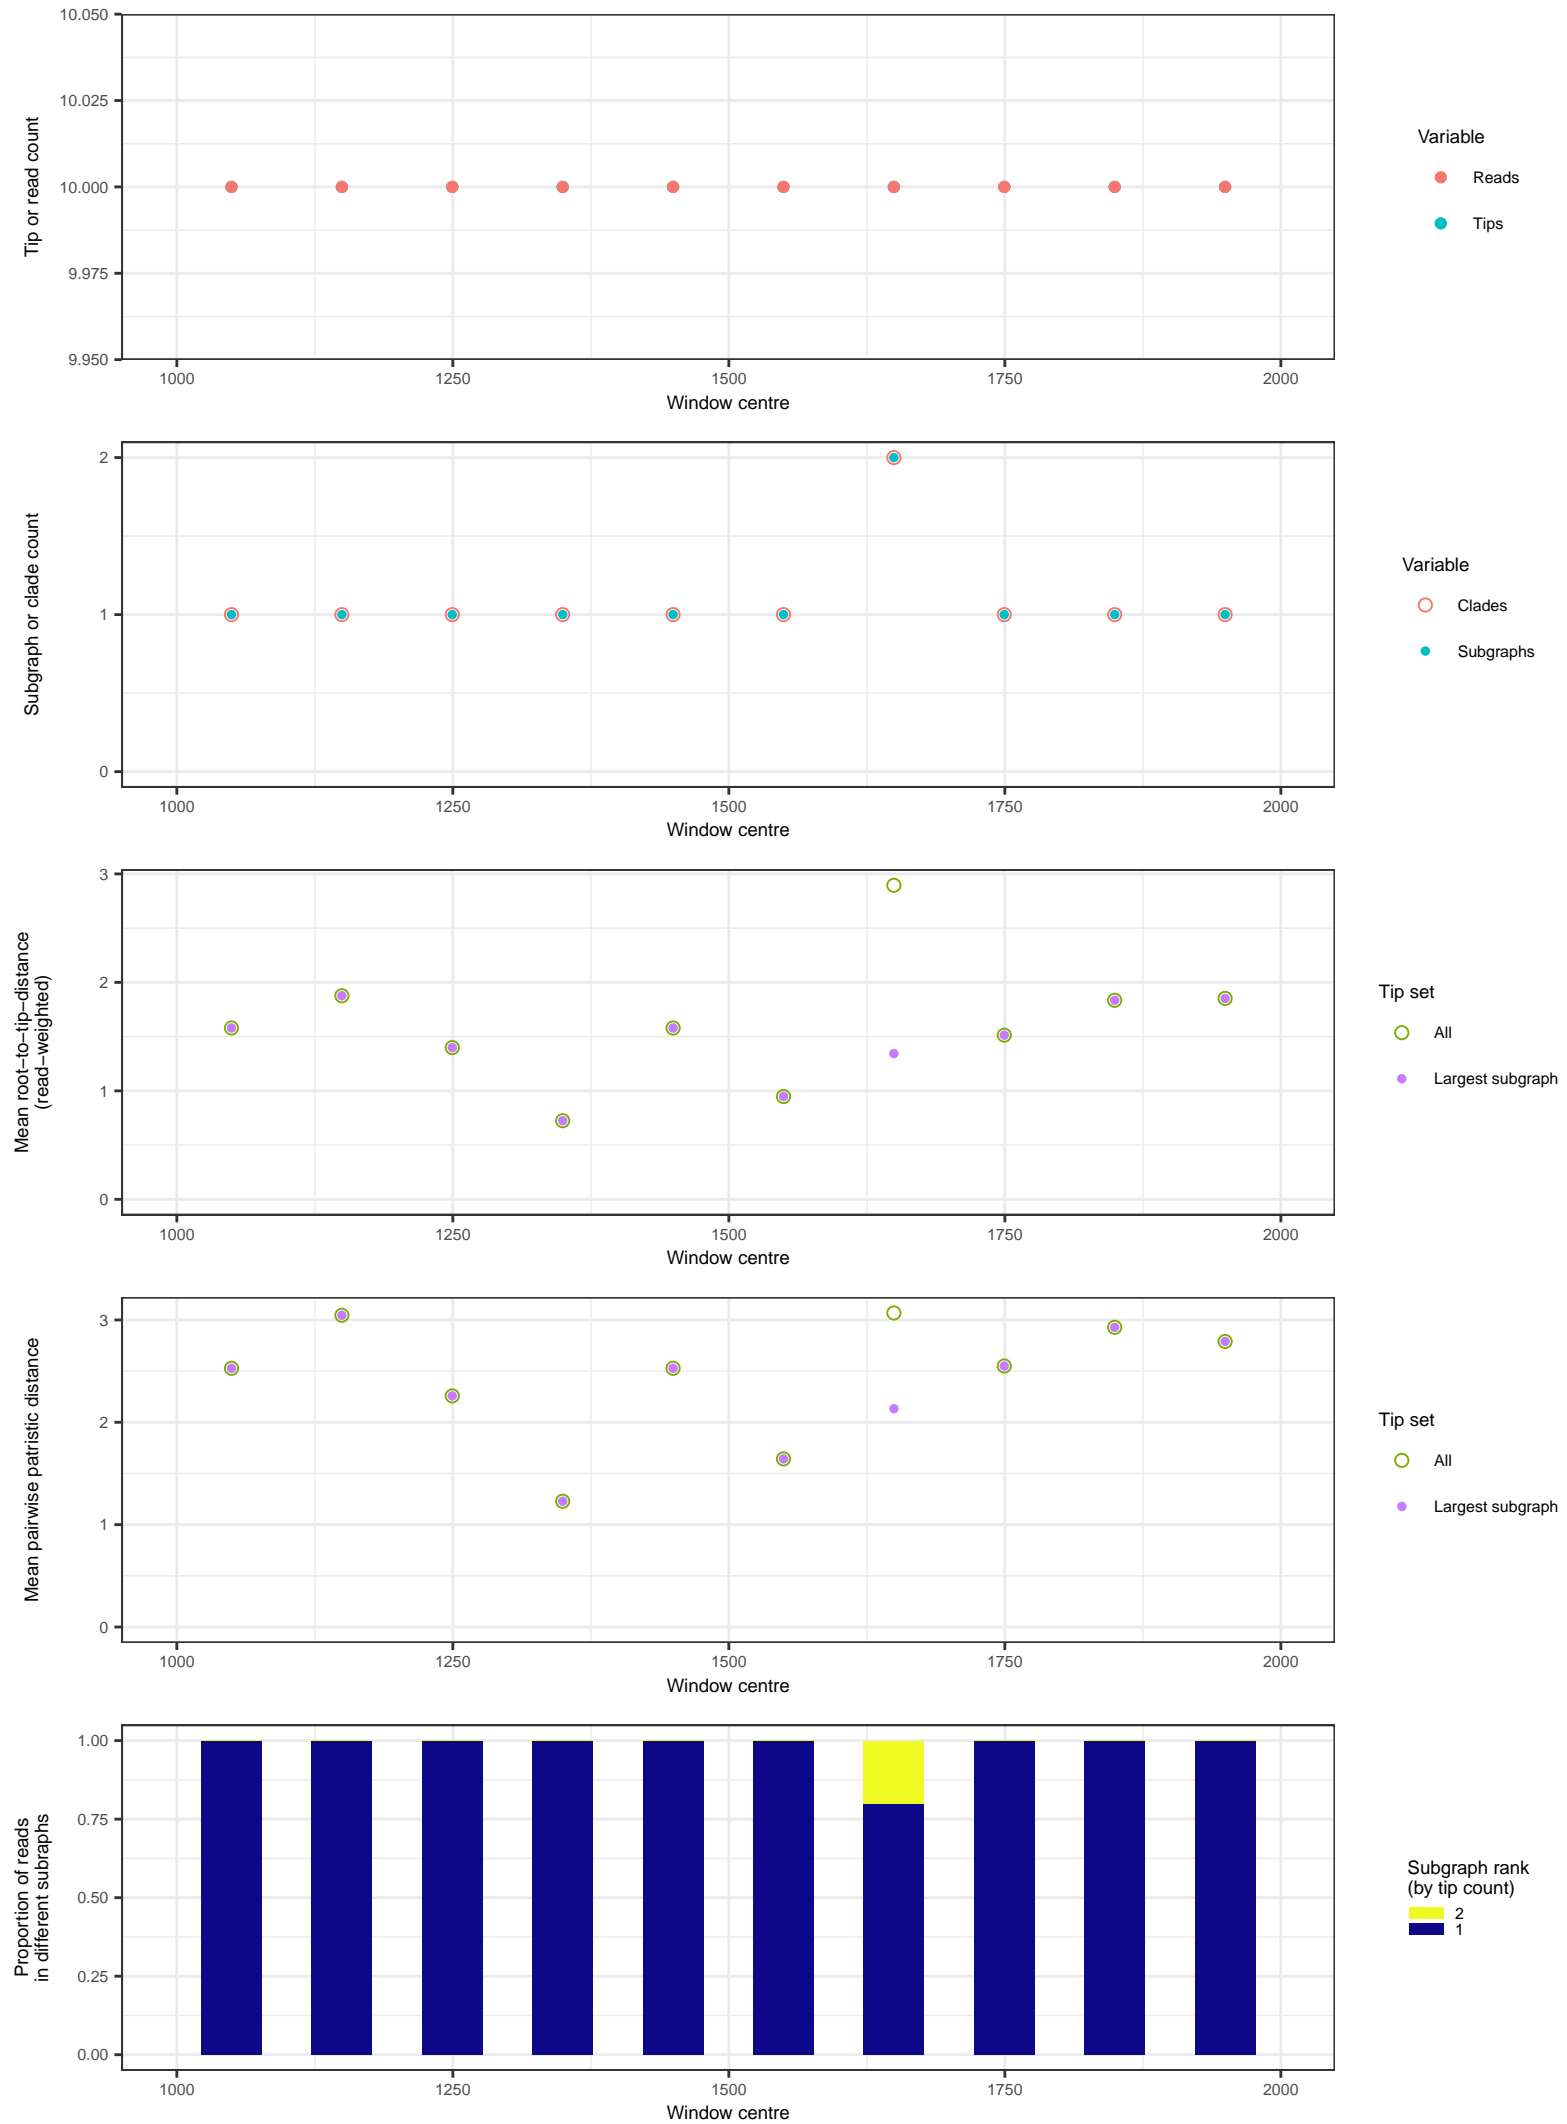 10.050
10.025
10.000
9.975
9.950
Tip or read count
1000 1250 1500 1750 2000
Window centre
Variable
Reads
Tips
2
1
0
Subgraph or clade count
1000 1250 1500 1750 2000
Window centre
Variable
Clades
Subgraphs
3
2
1
0
Mean root−to−tip−distance
(read−weighted)
1000 1250 1500 1750 2000
Window centre
Tip set
All
Largest subgraph
3
2
1
0
Mean pairwise patristic distance
1000 1250 1500 1750 2000
Window centre
Tip set
All
Largest subgraph
1.00
0.75
0.50
0.25
0.00
Proportion of reads
in different subraphs
1000 1250 1500 1750 2000
Window centre
Subgraph rank
(by tip count)
2
1